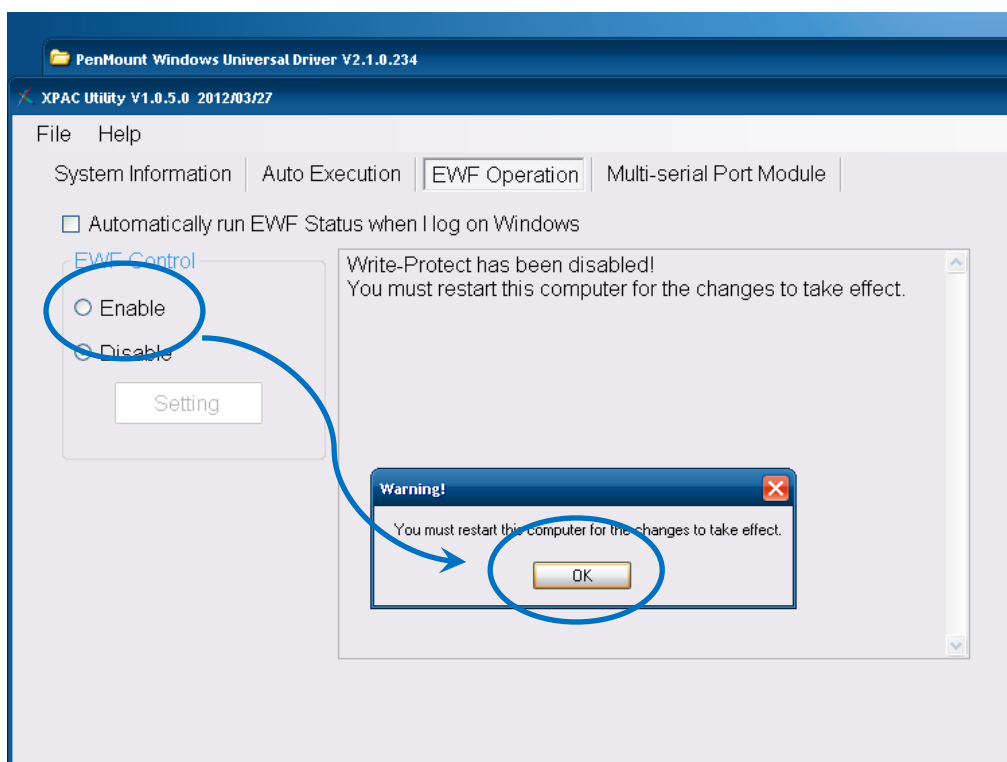 PenMount Windows Universal Driver V2.1.0.234
XPAC Utility V1.0.5.0 2012/03/27
File Help
System Information Auto Execution EWF Operation Multi-serial Port Module
Automatically run EWF Status when I log on Windows
EWF Control
Enable
Disable
Setting
Write-Protect has been disabled!
You must restart this computer for the changes to take effect.
Warning!
You must restart this computer for the changes to take effect.
OK